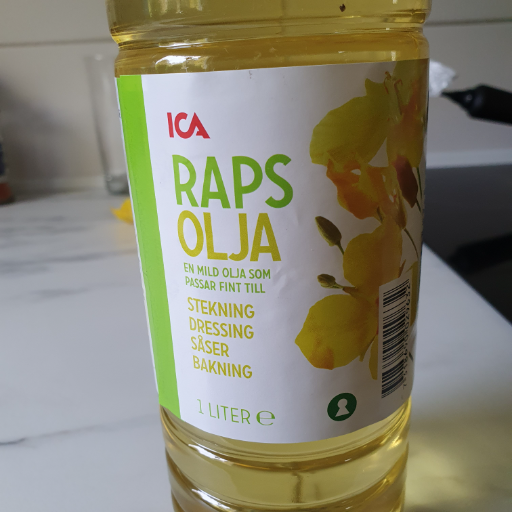 ICA
RAPS
OLJA
EN MILD OLJA SOM
PASSAR FINT TILL
STEKNING
DRESSING
SÅSER
BAKNING
1 LITER ℮